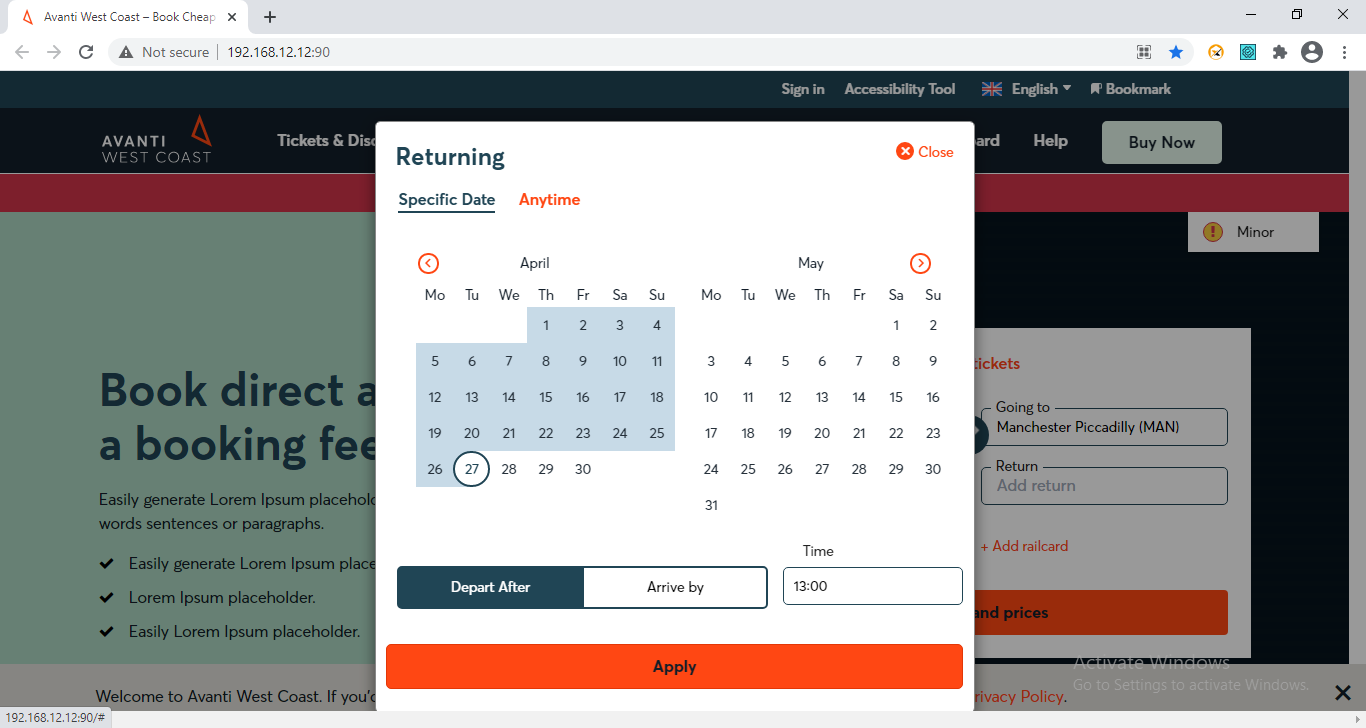 Avanti West Coast – Book Cheap
Not secure
192.168.12.12:90
Sign in Accessibility Tool English Bookmark
AVANTI
WEST COAST
Tickets & Disc
ard
Help
Buy Now
Minor
Returning
Close
Specific Date Anytime
April
Mo Tu We Th Fr Sa Su
1 2 3 4
5 6 7 8 9 10 11
12 13 14 15 16 17 18
19 20 21 22 23 24 25
26 27 28 29 30
May
Mo Tu We Th Fr Sa Su
1 2
3 4 5 6 7 8 9
10 11 12 13 14 15 16
17 18 19 20 21 22 23
24 25 26 27 28 29 30
31
Time
Depart After Arrive by 13:00
Apply
Book direct a
a booking fee
Easily generate Lorem Ipsum placehold
words sentences or paragraphs.
Easily generate Lorem Ipsum place
Lorem Ipsum placeholder.
Easily Lorem Ipsum placeholder.
tickets
Going to
Manchester Piccadilly (MAN)
Return
Add return
+ Add railcard
and prices
Activate Windows
Go to Settings to activate Windows.
Welcome to Avanti West Coast. If you'c
rivacy Policy.
192.168.12.12:90/#